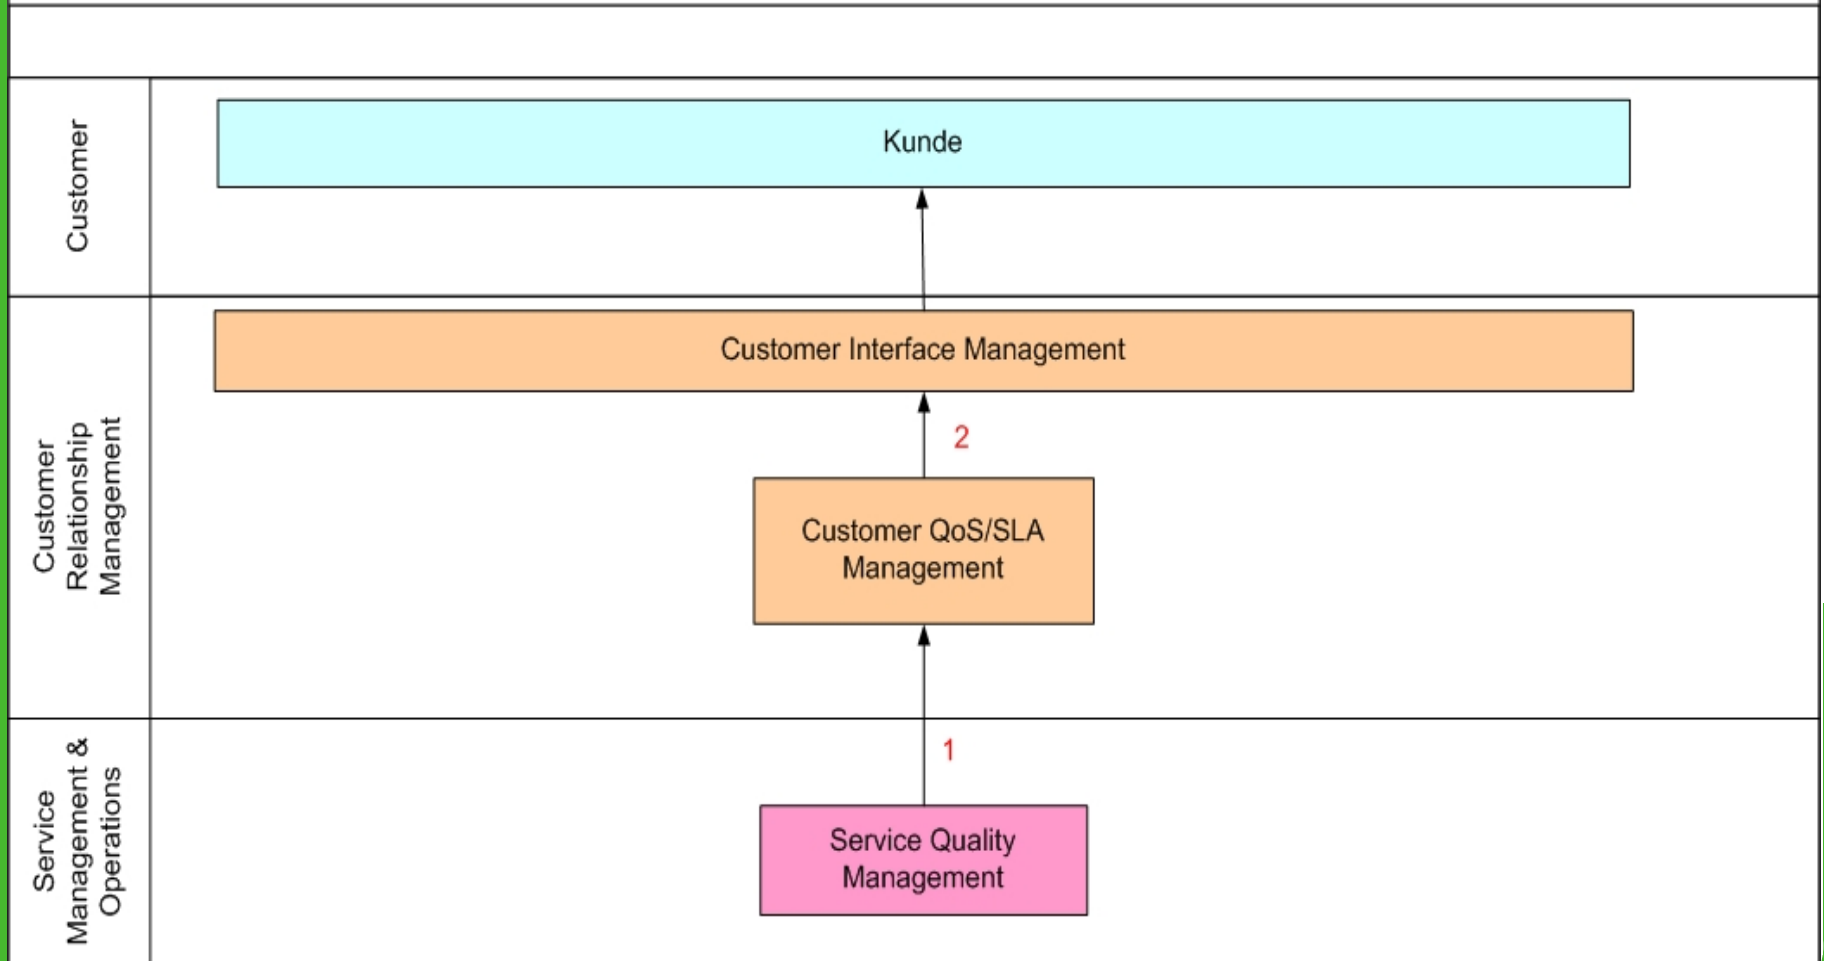 Customer
Kunde
Customer
Relationship
Management
Customer Interface Management
2
Customer QoS/SLA
Management
Service
Management &
Operations
1
Service Quality
Management